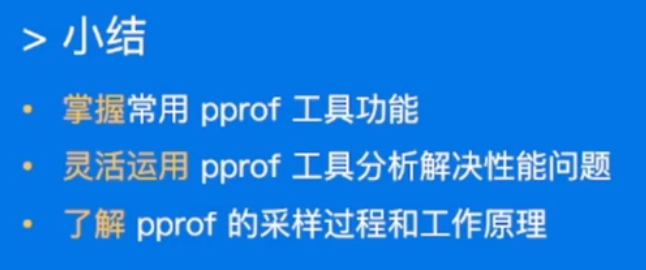 > 小结
• 掌握常用 pprof 工具功能
• 灵活运用 pprof 工具分析解决性能问题
• 了解 pprof 的采样过程和工作原理